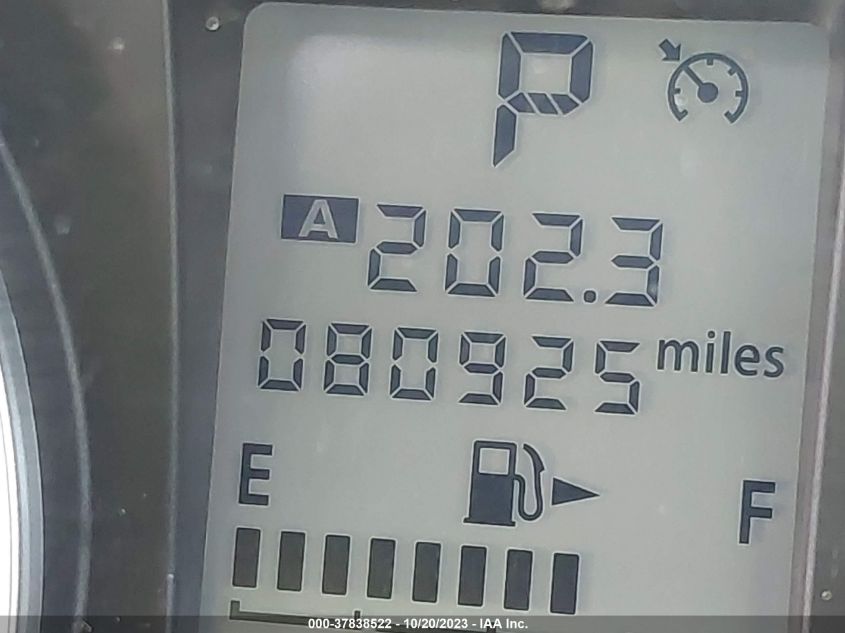 P
A 202.3
080925 miles
E F
000-37838522 - 10/20/2023 - IAA Inc.